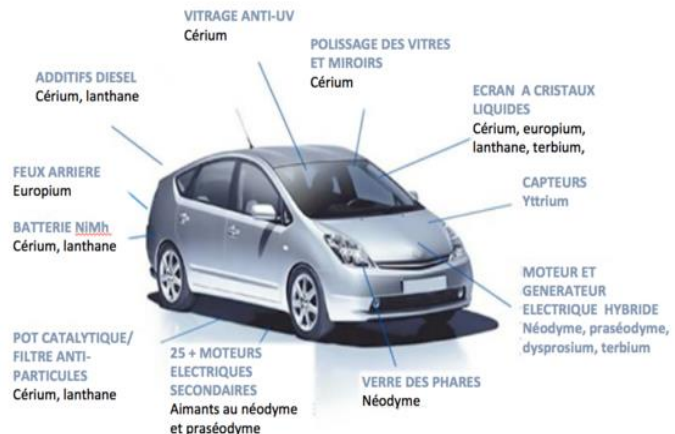 VITRAGE ANTI-UV
Cérium
POLISSAGE DES VITRES
ET MIROIRS
Cérium
ADDITIFS DIESEL
Cérium, lanthane
ECRAN A CRISTAUX
LIQUIDES
Cérium, europium,
lanthane, terbium,
FEUX ARRIERE
Europium
CAPTEURS
Yttrium
BATTERIE NiMh
Cérium, lanthane
MOTEUR ET
GENERATEUR
ELECTRIQUE HYBRIDE
Néodyme, praséodyme,
dysprosium, terbium
POT CATALYTIQUE/
FILTRE ANTI-
PARTICULES
Cérium, lanthane
25 + MOTEURS
ELECTRIQUES
SECONDAIRES
Aimants au néodyme
et praséodyme
VERRE DES PHARES
Néodyme